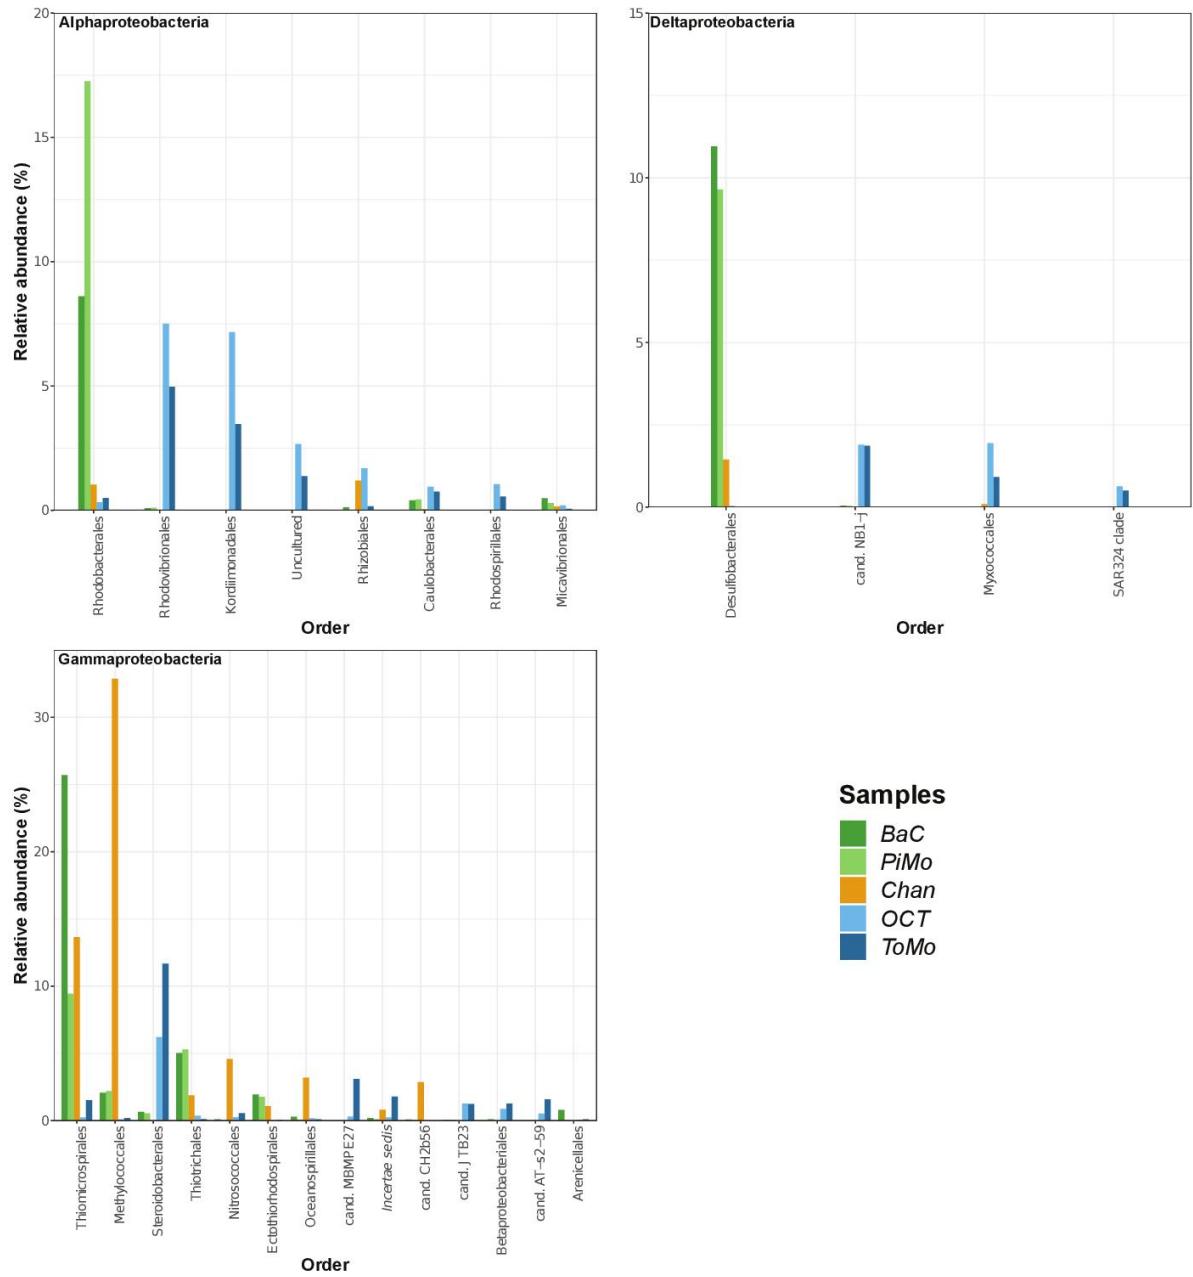 Alphaproteobacteria
Relative abundance (%)
20
15
10
5
0
Rhodobacterales
Rhodovibrionales
Kordiimonadales
Uncultured
Rhizobiales
Caulobacterales
Rhodospirillales
Micavibrionales
Order
Deltaproteobacteria
15
10
5
0
Desulfobacterales
cand. NB1-j
Myxococcales
SAR324 clade
Order
Gammaproteobacteria
Relative abundance (%)
30
20
10
0
Thiomicrospirales
Methylococcales
Steroidobacterales
Thiotrichales
Nitrosococcales
Ectothiorhodospirales
Oceanospirillales
cand. MBMPE27
Incertae sedis
cand. CH2b56
cand. JTB23
Betaproteobacteriales
cand. AT-s2-59
Arenicellales
Order
Samples
BaC
PiMo
Chan
OCT
ToMo